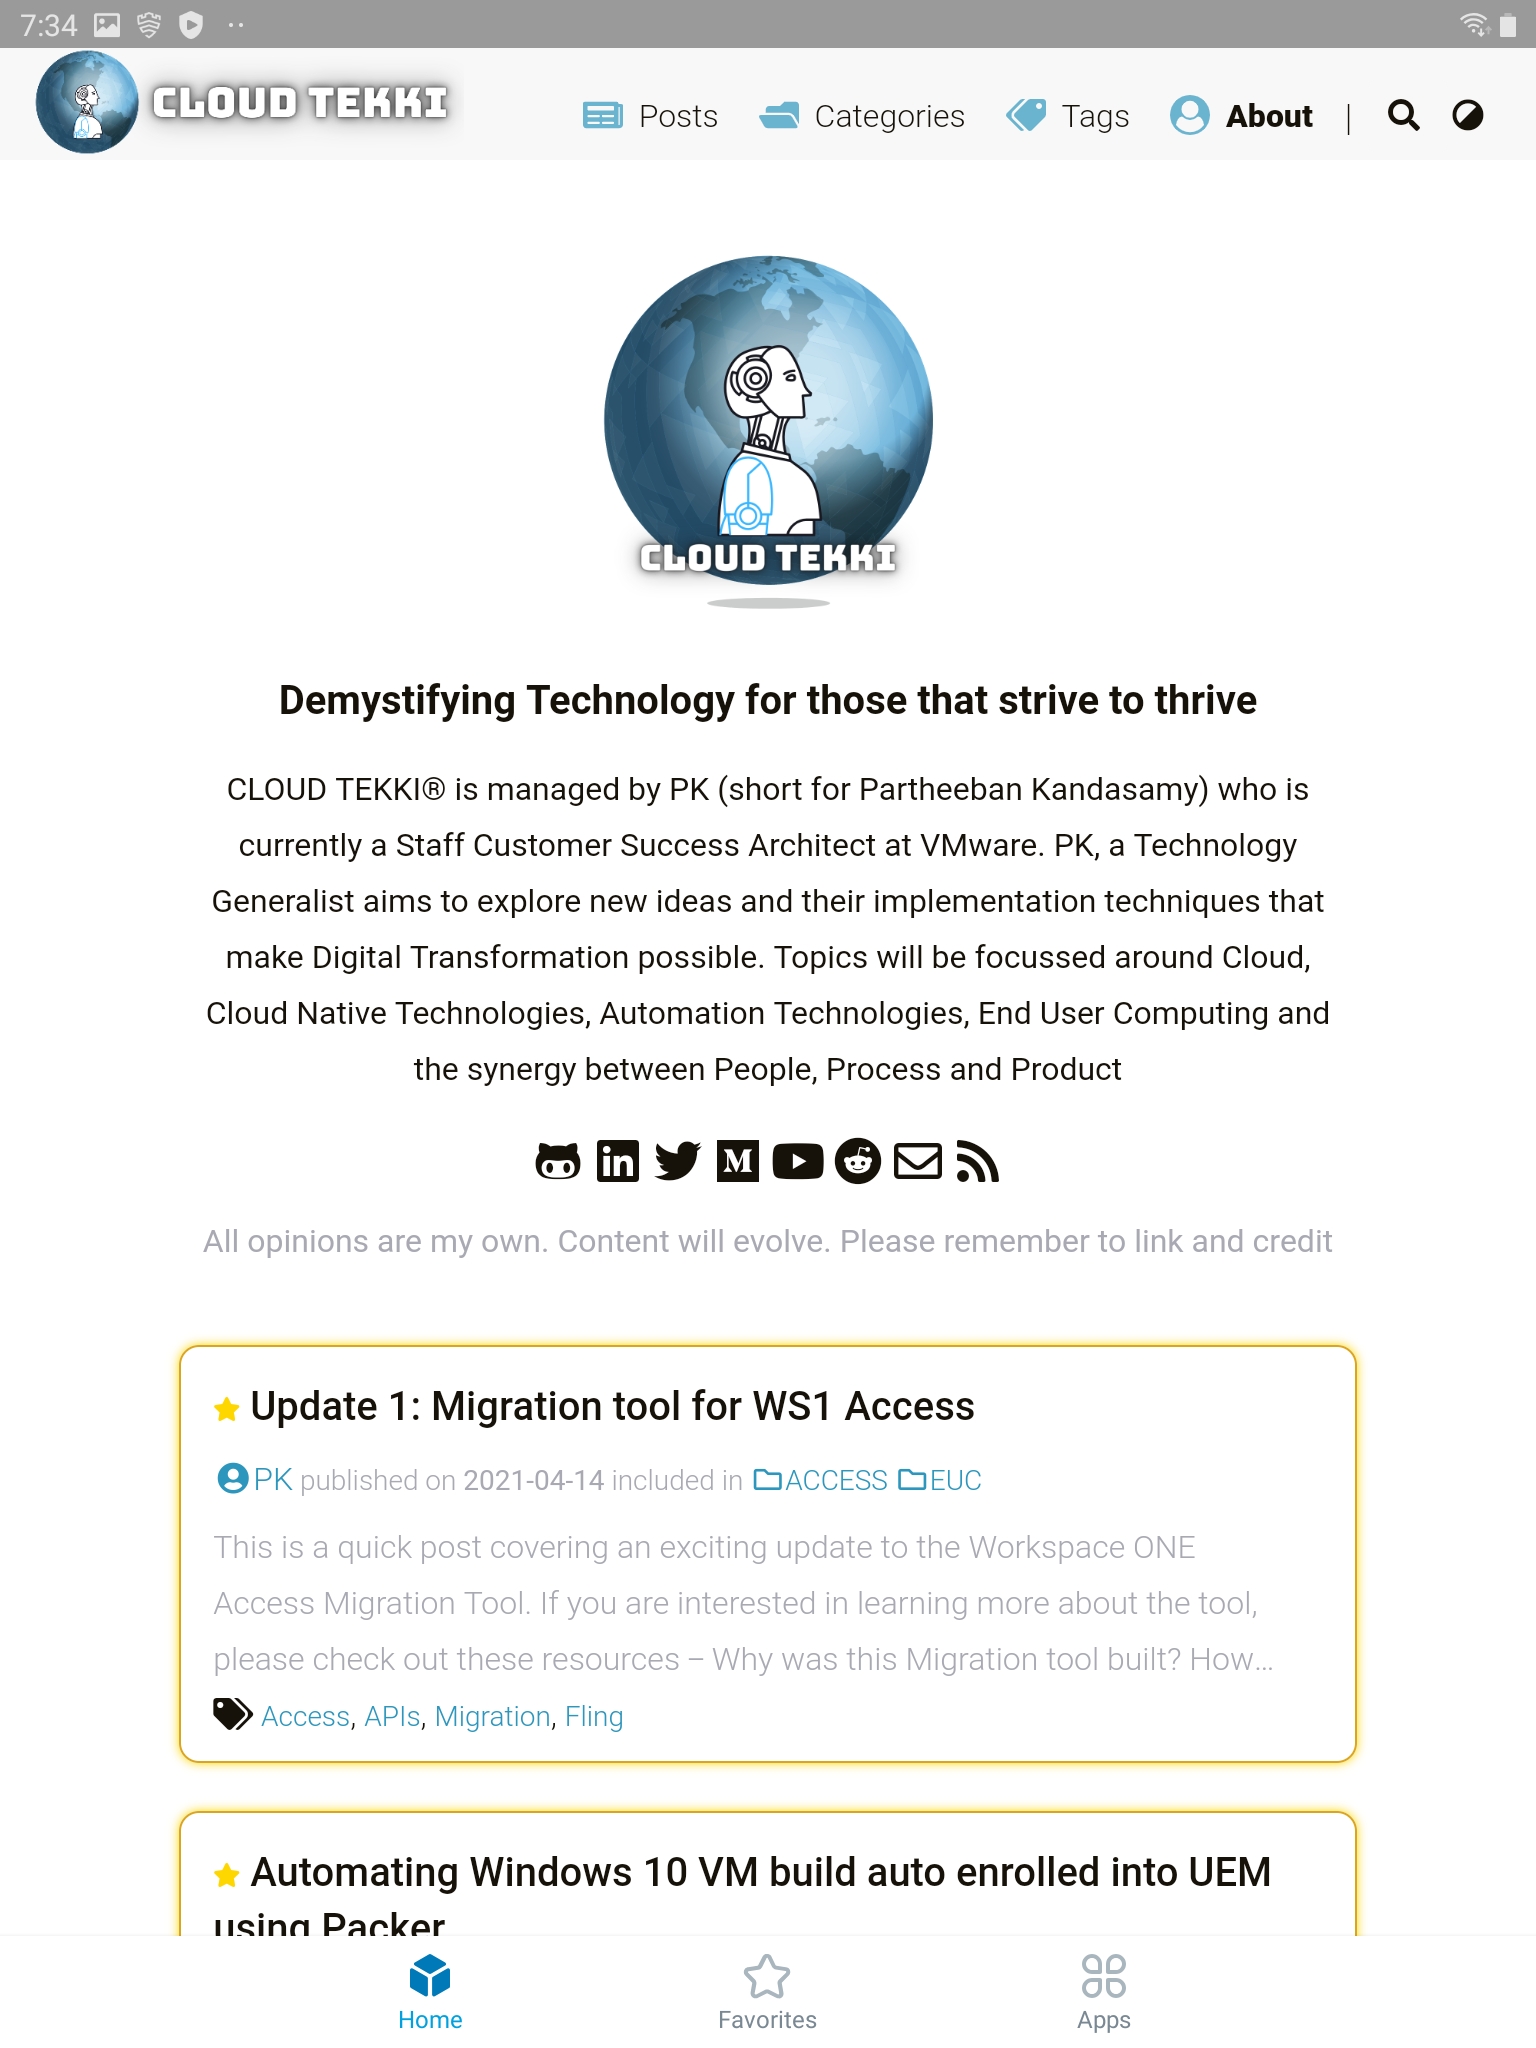 7:34
CLOUD TEKKI
Posts Categories Tags About |
CLOUD TEKKI
Demystifying Technology for those that strive to thrive
CLOUD TEKKI® is managed by PK (short for Partheeban Kandasamy) who is
currently a Staff Customer Success Architect at VMware. PK, a Technology
Generalist aims to explore new ideas and their implementation techniques that
make Digital Transformation possible. Topics will be focussed around Cloud,
Cloud Native Technologies, Automation Technologies, End User Computing and
the synergy between People, Process and Product
All opinions are my own. Content will evolve. Please remember to link and credit
Update 1: Migration tool for WS1 Access
PK published on 2021-04-14 included in ACCESS EUC
This is a quick post covering an exciting update to the Workspace ONE
Access Migration Tool. If you are interested in learning more about the tool,
please check out these resources – Why was this Migration tool built? How...
Access, APIs, Migration, Fling
Automating Windows 10 VM build auto enrolled into UEM
using Packer
Home Favorites Apps